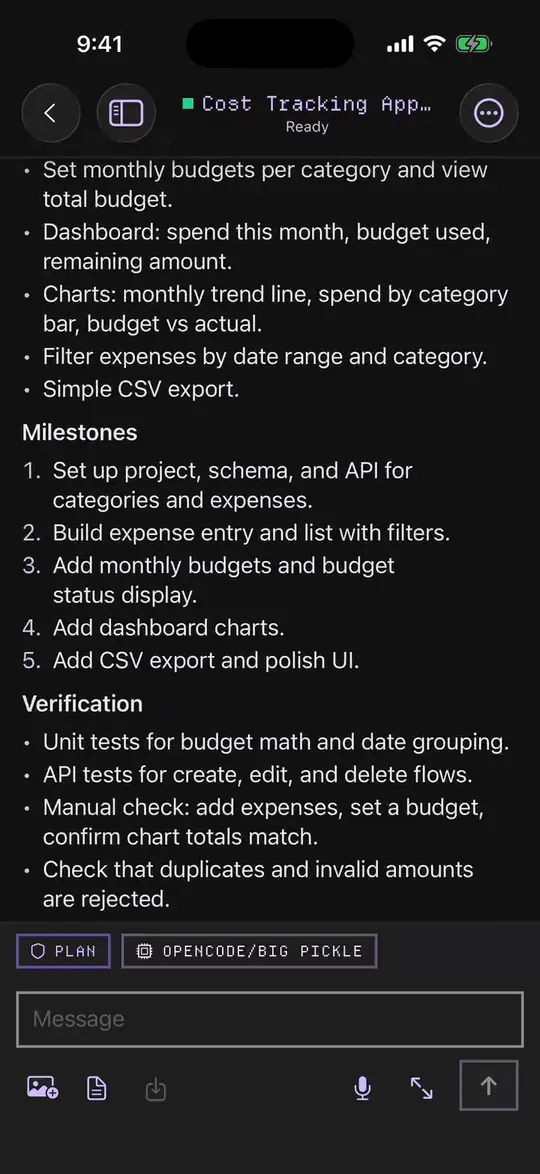 9:41
Cost Tracking App…
Ready
• Set monthly budgets per category and view
total budget.
• Dashboard: spend this month, budget used,
remaining amount.
• Charts: monthly trend line, spend by category
bar, budget vs actual.
• Filter expenses by date range and category.
• Simple CSV export.
Milestones
1. Set up project, schema, and API for
categories and expenses.
2. Build expense entry and list with filters.
3. Add monthly budgets and budget
status display.
4. Add dashboard charts.
5. Add CSV export and polish UI.
Verification
• Unit tests for budget math and date grouping.
• API tests for create, edit, and delete flows.
• Manual check: add expenses, set a budget,
confirm chart totals match.
• Check that duplicates and invalid amounts
are rejected.
PLAN
OPENCODE/BIG PICKLE
Message